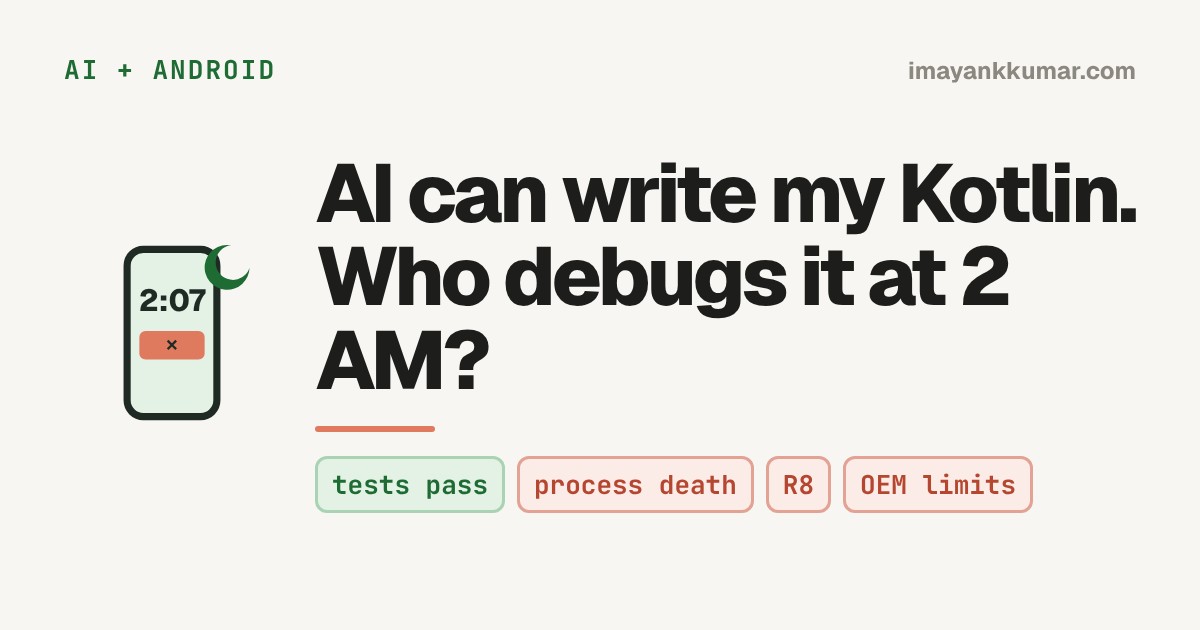 AI + ANDROID
imayankkumar.com
AI can write my Kotlin.
Who debugs it at 2
AM?
2:07
×
tests pass
process death
R8
OEM limits